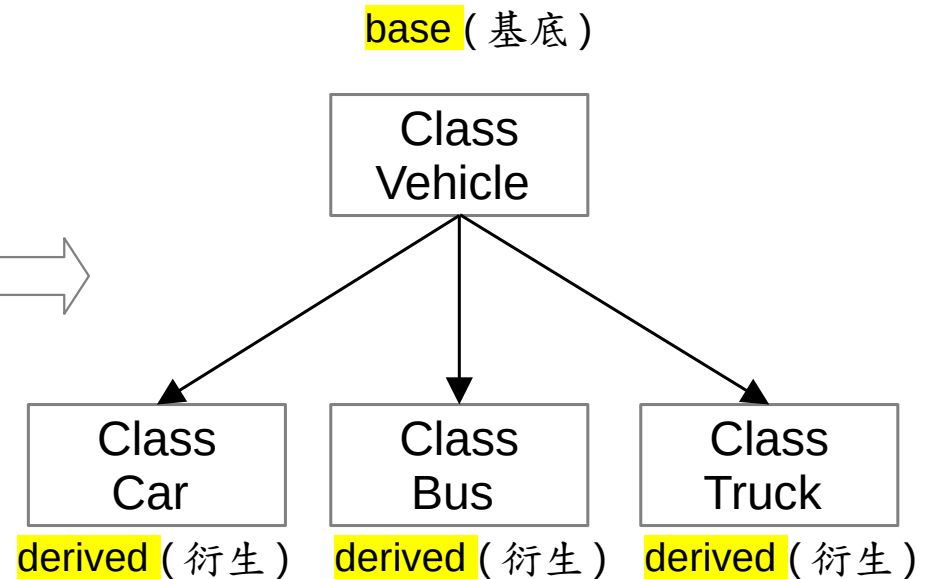 base ( 基底 )
Class
Vehicle
Class
Car
Class
Bus
Class
Truck
derived ( 衍生 )
derived ( 衍生 )
derived ( 衍生 )